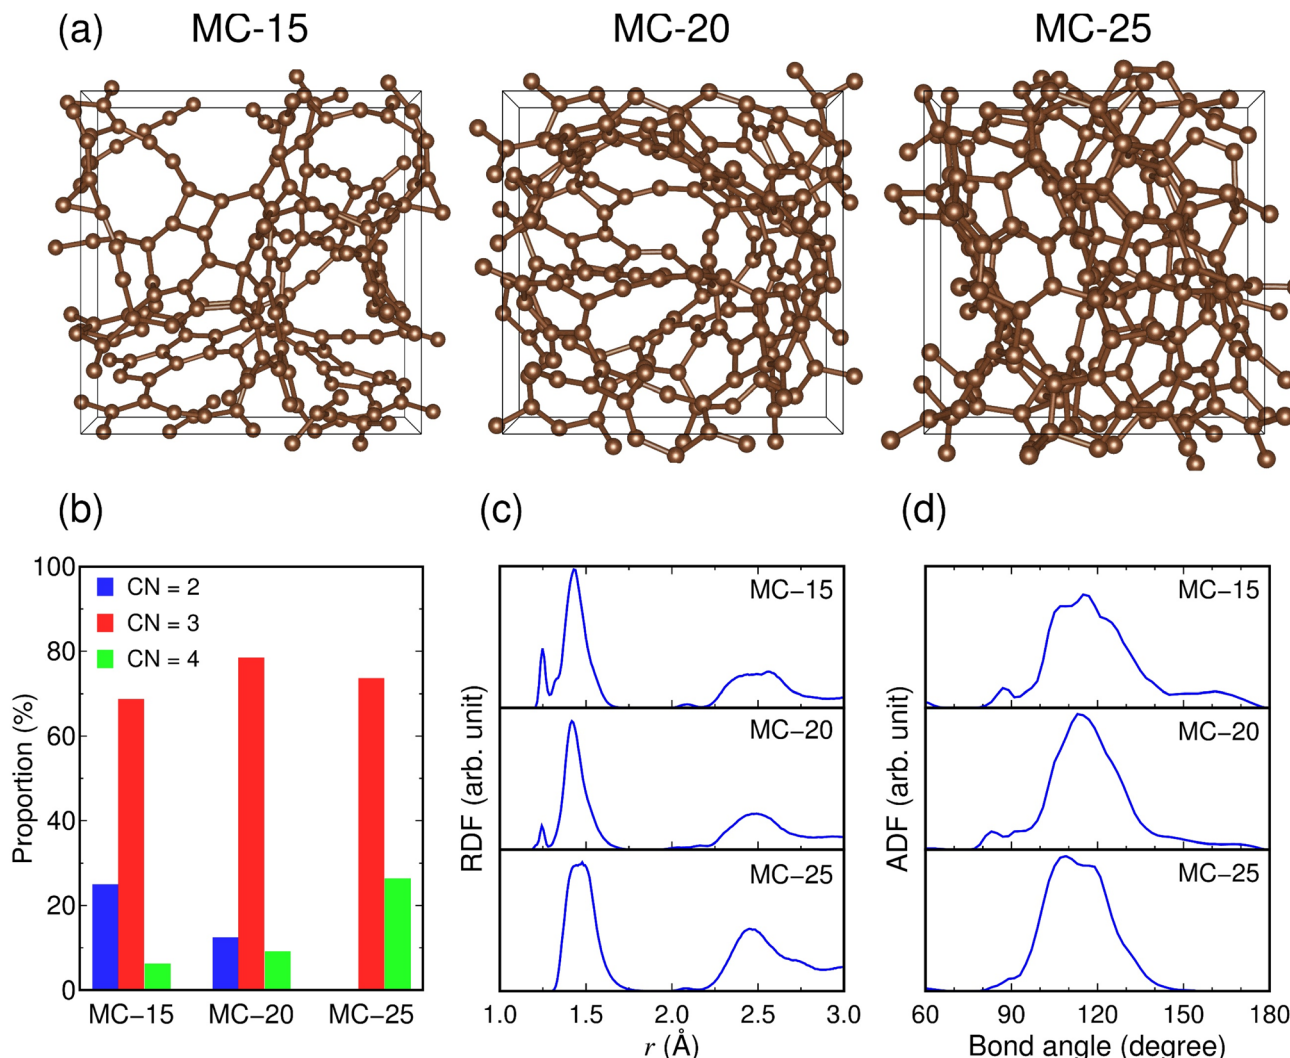 (a) MC-15 MC-20 MC-25
(b) (c) (d)
Proportion (%)
100
80
60
40
20
0
CN = 2
CN = 3
CN = 4
MC−15 MC−20 MC−25
RDF (arb. unit)
MC−15
MC−20
MC−25
1.0 1.5 2.0 2.5 3.0
r (Å)
ADF (arb. unit)
MC−15
MC−20
MC−25
60 90 120 150 180
Bond angle (degree)